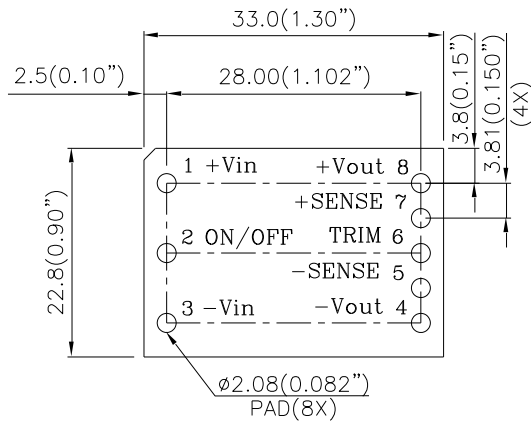 33.0(1.30”)
2.5(0.10”)
28.00(1.102”)
3.8(0.15”)
3.81(0.150”)
(4X)
22.8(0.90”)
1 +Vin
+Vout 8
+SENSE 7
2 ON/OFF
TRIM 6
−SENSE 5
3 −Vin
−Vout 4
ø2.08(0.082”)
PAD(8X)